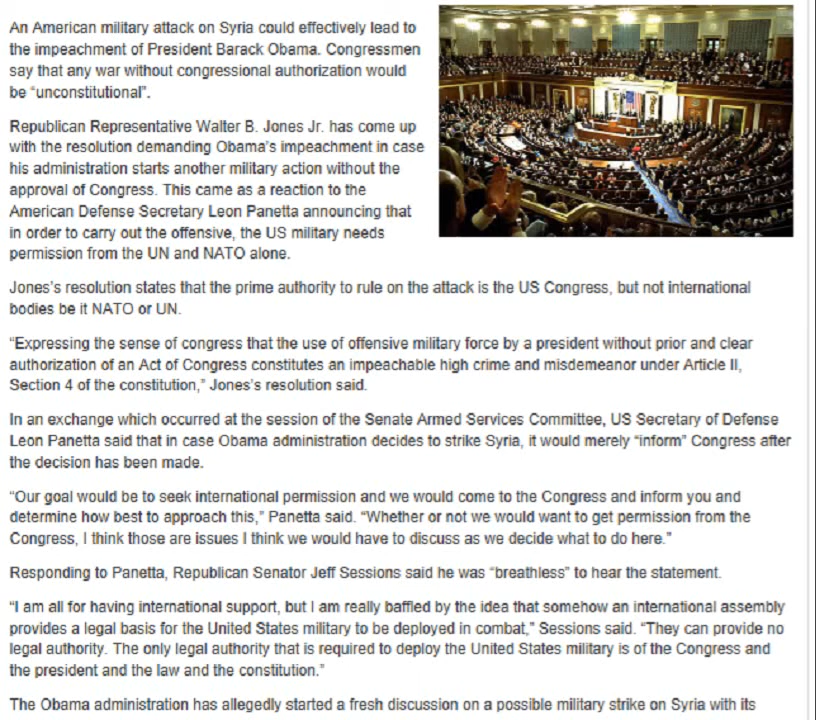 An American military attack on Syria could effectively lead to
the impeachment of President Barack Obama. Congressmen
say that any war without congressional authorization would
be “unconstitutional”.
Republican Representative Walter B. Jones Jr. has come up
with the resolution demanding Obama’s impeachment in case
his administration starts another military action without the
approval of Congress. This came as a reaction to the
American Defense Secretary Leon Panetta announcing that
in order to carry out the offensive, the US military needs
permission from the UN and NATO alone.
Jones’s resolution states that the prime authority to rule on the attack is the US Congress, but not international
bodies be it NATO or UN.
“Expressing the sense of congress that the use of offensive military force by a president without prior and clear
authorization of an Act of Congress constitutes an impeachable high crime and misdemeanor under Article II,
Section 4 of the constitution,” Jones’s resolution said.
In an exchange which occurred at the session of the Senate Armed Services Committee, US Secretary of Defense
Leon Panetta said that in case Obama administration decides to strike Syria, it would merely “inform” Congress after
the decision has been made.
“Our goal would be to seek international permission and we would come to the Congress and inform you and
determine how best to approach this,” Panetta said. “Whether or not we would want to get permission from the
Congress, I think those are issues I think we would have to discuss as we decide what to do here.”
Responding to Panetta, Republican Senator Jeff Sessions said he was “breathless” to hear the statement.
“I am all for having international support, but I am really baffled by the idea that somehow an international assembly
provides a legal basis for the United States military to be deployed in combat,” Sessions said. “They can provide no
legal authority. The only legal authority that is required to deploy the United States military is of the Congress and
the president and the law and the constitution.”
The Obama administration has allegedly started a fresh discussion on a possible military strike on Syria with its